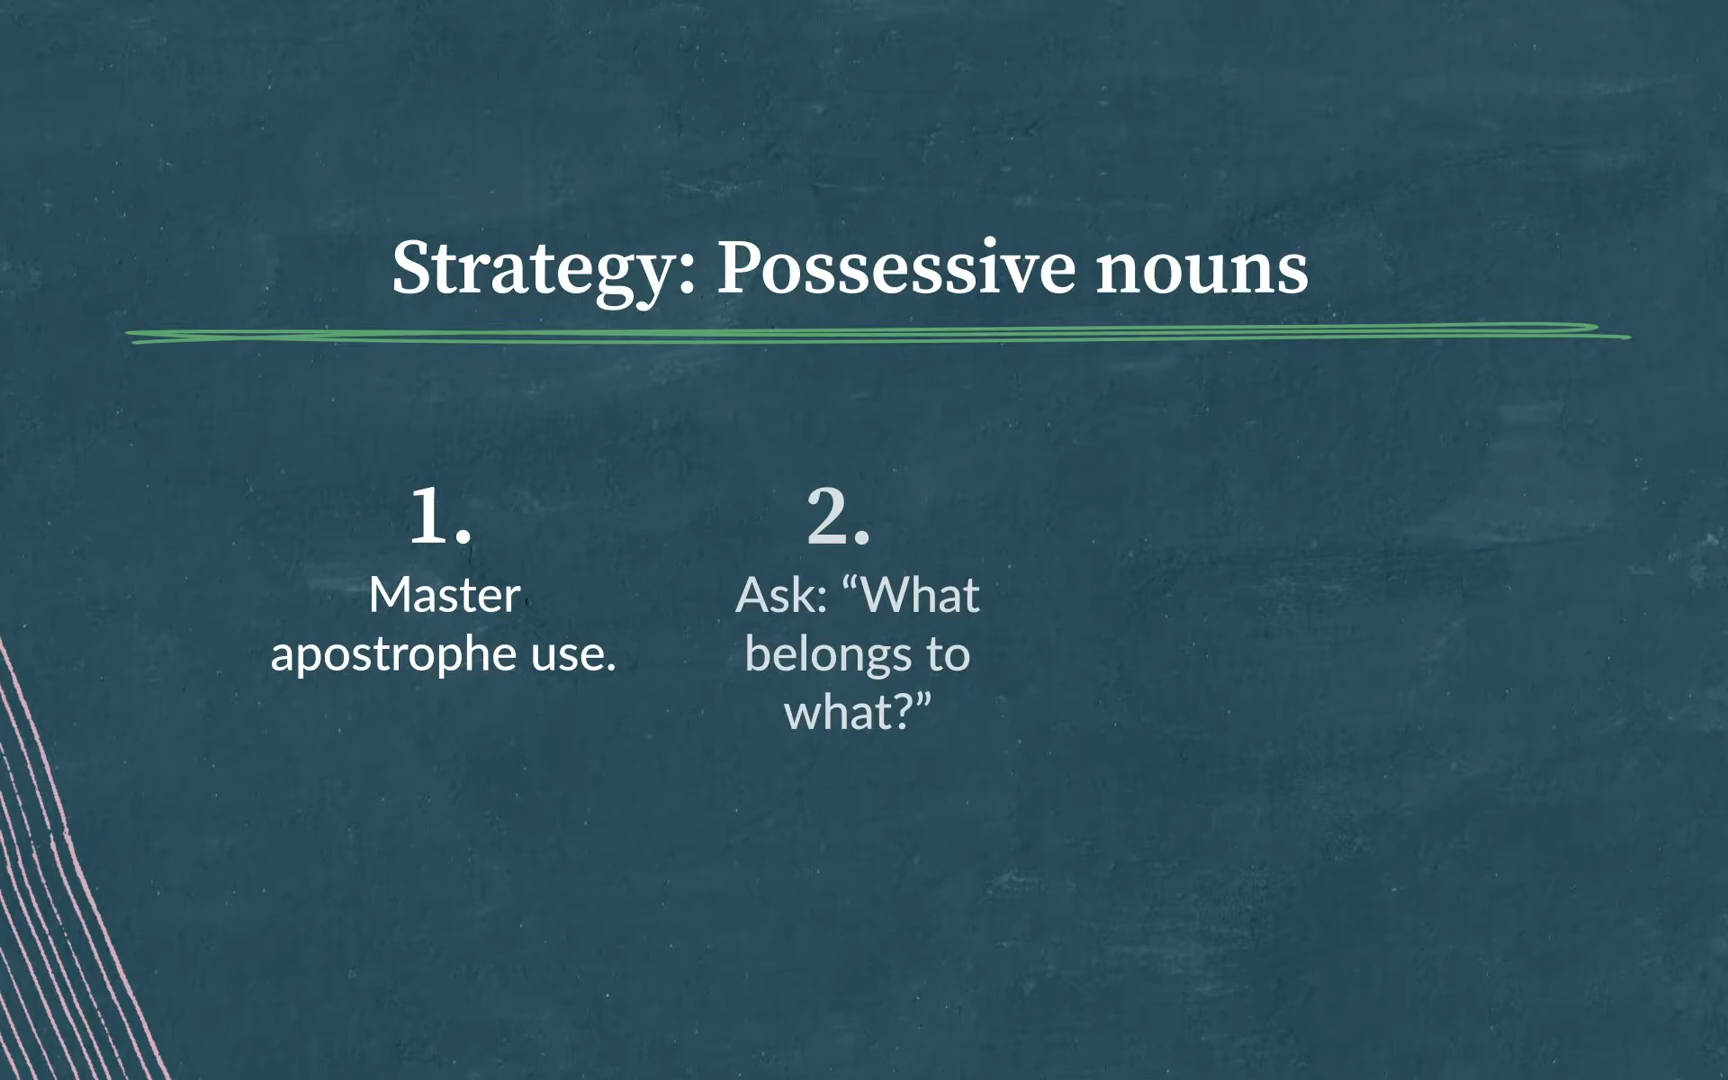 Strategy: Possessive nouns
1.
Master
apostrophe use.
2.
Ask: “What
belongs to
what?”